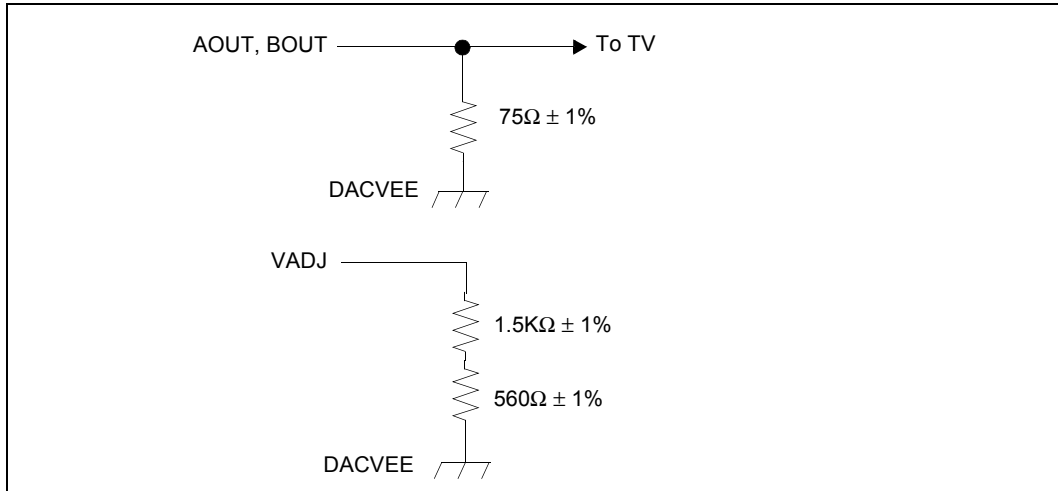 AOUT, BOUT
To TV
75Ω ± 1%
DACVEE
VADJ
1.5KΩ ± 1%
560Ω ± 1%
DACVEE